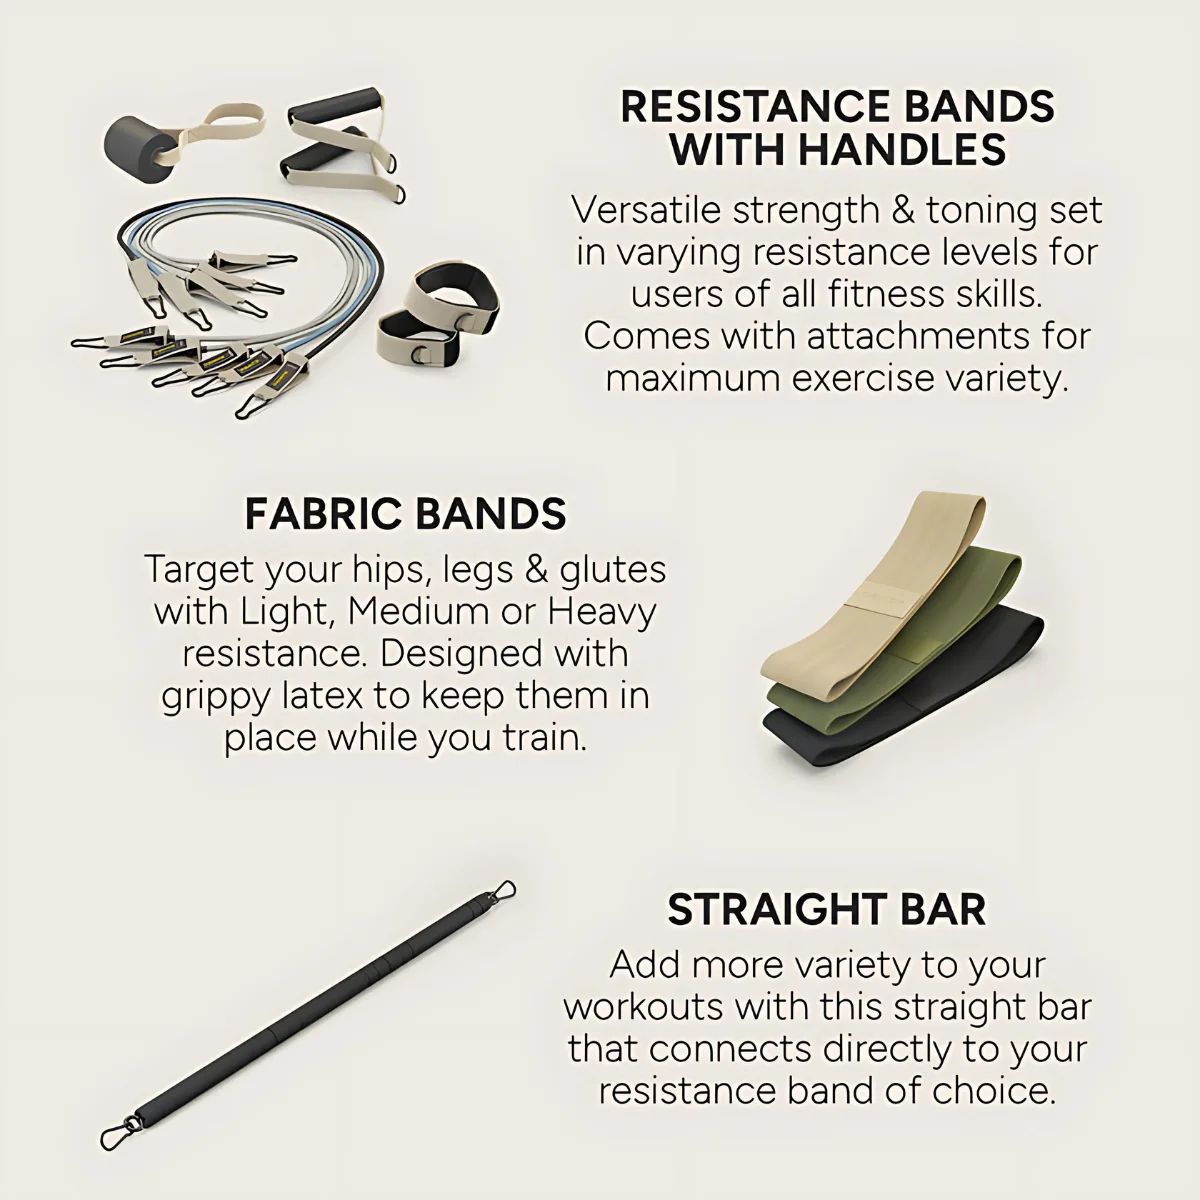 RESISTANCE BANDS
WITH HANDLES
Versatile strength & toning set
in varying resistance levels for
users of all fitness skills.
Comes with attachments for
maximum exercise variety.
FABRIC BANDS
Target your hips, legs & glutes
with Light, Medium or Heavy
resistance. Designed with
grippy latex to keep them in
place while you train.
STRAIGHT BAR
Add more variety to your
workouts with this straight bar
that connects directly to your
resistance band of choice.